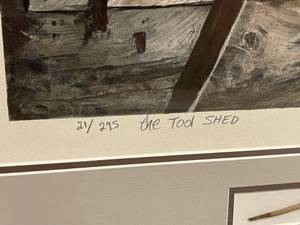 21/295 the Tool SHED